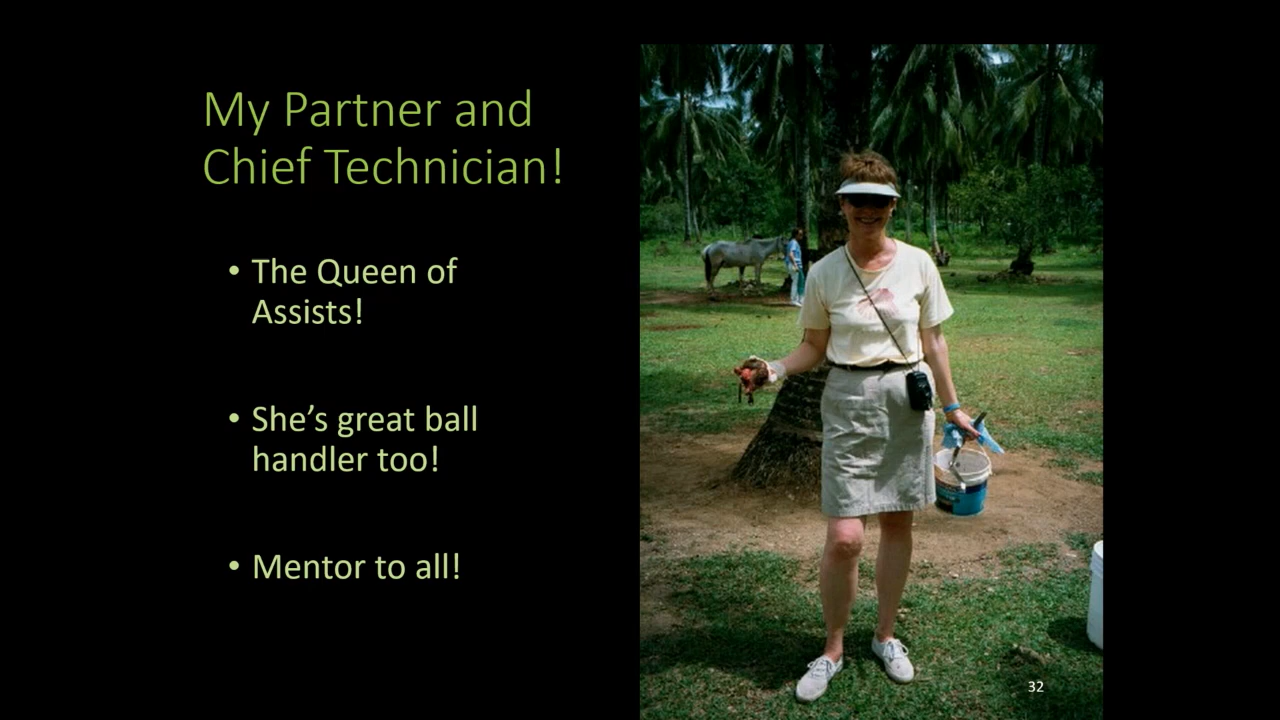 My Partner and
Chief Technician!
• The Queen of
Assists!
• She’s great ball
handler too!
• Mentor to all!
32